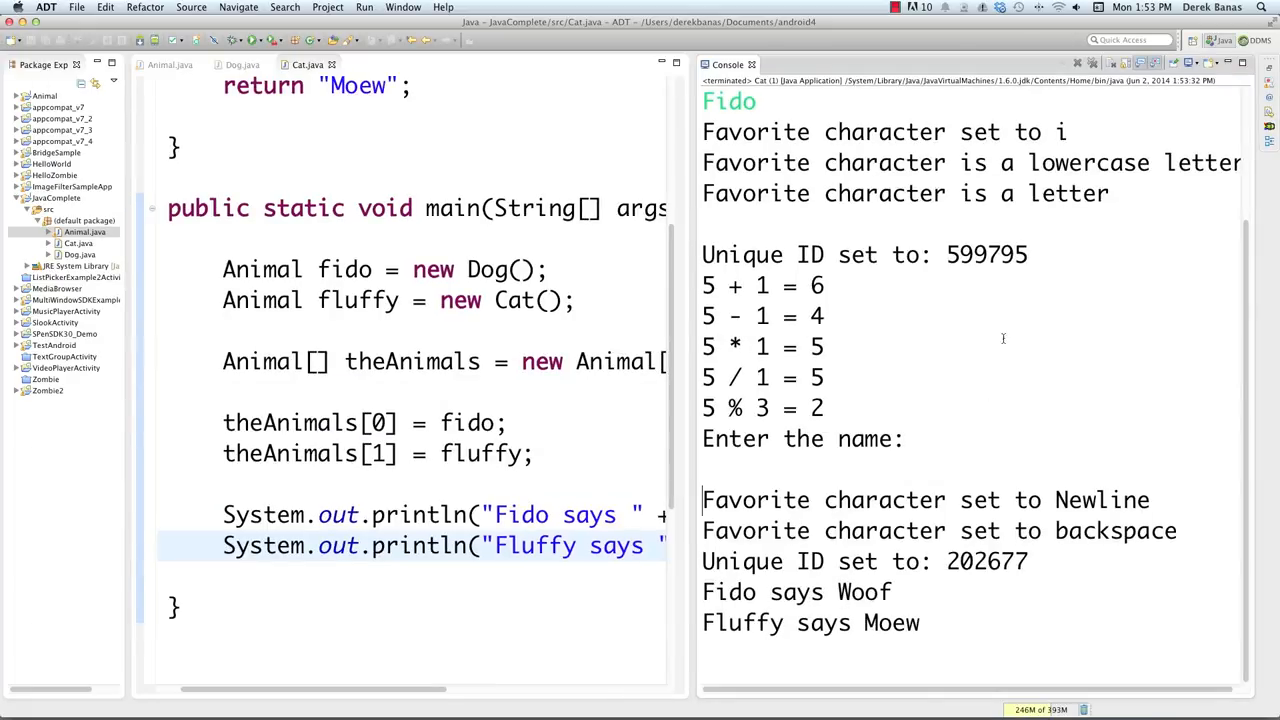 ADT File Edit Refactor Source Navigate Search Project Run Window Help 10 Mon 1:53 PM Derek Banas
Java - JavaComplete/src/Cat.java - ADT - /Users/derekbanas/Documents/android4
Quick Access Java DDMS
Package Exp
Animal
appcompat_v7
appcompat_v7_2
appcompat_v7_3
appcompat_v7_4
BridgeSample
HelloWorld
HelloZombie
ImageFilterSampleApp
JavaComplete
src
(default package)
Animal.java
Cat.java
Dog.java
JRE System Library [
ListPickerExample2Activi
MediaBrowser
MultiWindowSDKExample
MusicPlayerActivity
SlookActivity
SPenSDK30_Demo
TestAndroid
TextGroupActivity
VideoPlayerActivity
Zombie
Zombie2
Animal.java Dog.java Cat.java
return "Moew";
}
public static void main(String[] args
Animal fido = new Dog();
Animal fluffy = new Cat();
Animal[] theAnimals = new Animal[
theAnimals[0] = fido;
theAnimals[1] = fluffy;
System.out.println("Fido says " +
System.out.println("Fluffy says "
}
Console
<terminated> Cat (1) [Java Application] /System/Library/Java/JavaVirtualMachines/1.6.0.jdk/Contents/Home/bin/java (Jun 2, 2014 1:53:32 PM)
Fido
Favorite character set to i
Favorite character is a lowercase letter
Favorite character is a letter
Unique ID set to: 599795
5 + 1 = 6
5 - 1 = 4
5 * 1 = 5
5 / 1 = 5
5 % 3 = 2
Enter the name:
Favorite character set to Newline
Favorite character set to backspace
Unique ID set to: 202677
Fido says Woof
Fluffy says Moew
246M of 393M